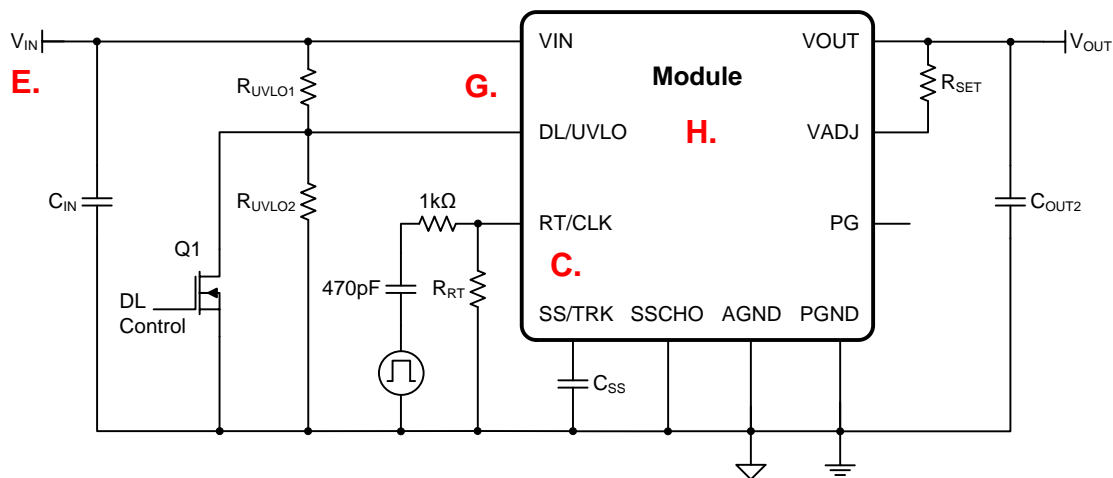 VIN
E.
RUVLO1
G.
VIN
Module
VOUT
VOUT
RSET
DL/UVLO
H.
VADJ
CIN
RUVLO2
1kΩ
RT/CLK
PG
COUT2
Q1
DL
Control
470pF
RRT
C.
SS/TRK SSCHO AGND PGND
CSS